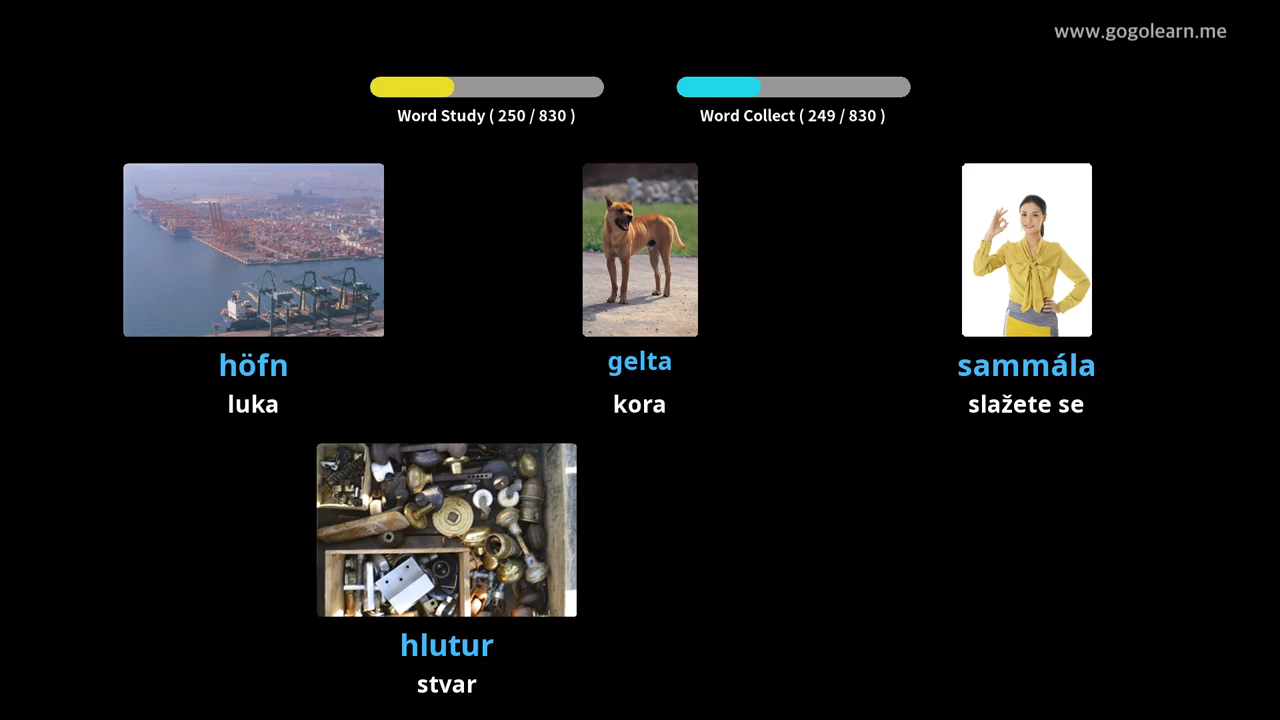 www.gogolearn.me
Word Study ( 250 / 830 )
Word Collect ( 249 / 830 )
höfn
luka
gelta
kora
sammála
slažete se
hlutur
stvar